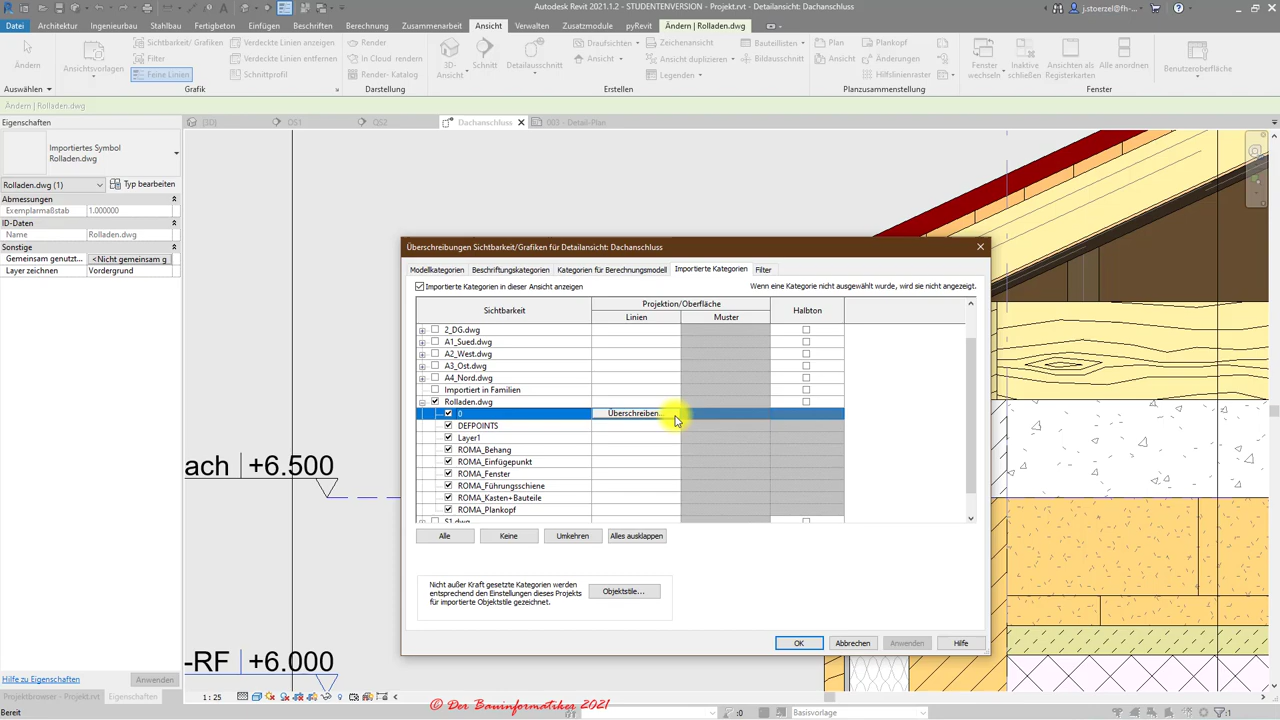 Autodesk Revit 2021.1.2 - STUDENTENVERSION - Projekt.rvt - Detailansicht: Dachanschluss
j.stoerzel@fh-...
Datei Architektur Stahlbau Fertigteile Einfügen Beschriften Berechnung Zusammenarbeit Ansicht Verwalten Zusatzmodule pyRevit Ändern | Rolladen.dwg
Ändern
Ansichtsvorlagen
Sichtbarkeit/ Grafiken
Filter
Feine Linien
Verdeckte Linien anzeigen
Verdeckte Linien entfernen
Schnittprofil
Render
In Cloud rendern
Render- Katalog
3D-Ansicht
Schnitt
Detailausschnitt
Draufsichten
Ansicht
Zeichenansicht
Ansicht duplizieren
Legenden
Bauteillisten
Bildausschnitt
Plan
Ansicht
Plankopf
Änderungen
Hilfslinienraster
Fenster wechseln
Inaktive schließen
Ansichten als Registerkarten
Alle anordnen
Benutzeroberfläche
Auswählen Grafik Darstellung Erstellen Planzusammenstellung Fenster
Ändern | Rolladen.dwg
Eigenschaften
{3D} QS1 QS2 Dachanschluss 003 - Detail-Plan
Importiertes Symbol
Rolladen.dwg
Rolladen.dwg (1) Typ bearbeiten
Abmessungen
Exemplarmaßstab 1.000000
ID-Daten
Name Rolladen.dwg
Sonstige
Gemeinsam genutzt... <Nicht gemeinsam g
Layer zeichnen Vordergrund
Überschreibungen Sichtbarkeit/Grafiken für Detailansicht: Dachanschluss
Modellkategorien Beschriftungskategorien Kategorien für Berechnungsmodell Importierte Kategorien Filter
Importierte Kategorien in dieser Ansicht anzeigen Wenn eine Kategorie nicht ausgewählt wurde, wird sie nicht angezeigt.
Sichtbarkeit Projektion/Oberfläche Halbton
Linien Muster
2_DG.dwg
A1_Sued.dwg
A2_West.dwg
A3_Ost.dwg
A4_Nord.dwg
Importiert in Familien
Rolladen.dwg
0 Überschreiben...
DEFPOINTS
Layer1
ROMA_Behang
ROMA_Einfügepunkt
ROMA_Fenster
ROMA_Führungsschiene
ROMA_Kasten+Bauteile
ROMA_Plankopf
S1.dwg
Alle Keine Umkehren Alles ausklappen
Nicht außer Kraft gesetzte Kategorien werden
entsprechend den Einstellungen dieses Projekts
für importierte Objektstile gezeichnet.
Objektstile...
OK Abbrechen Anwenden Hilfe
ach +6.500
-RF +6.000
Hilfe zu Eigenschaften Anwenden
Projektbrowser - Projekt.rvt Eigenschaften
1 : 25
Bereit
© Der Bauinformatiker 2021
:0 Basisvorlage :1